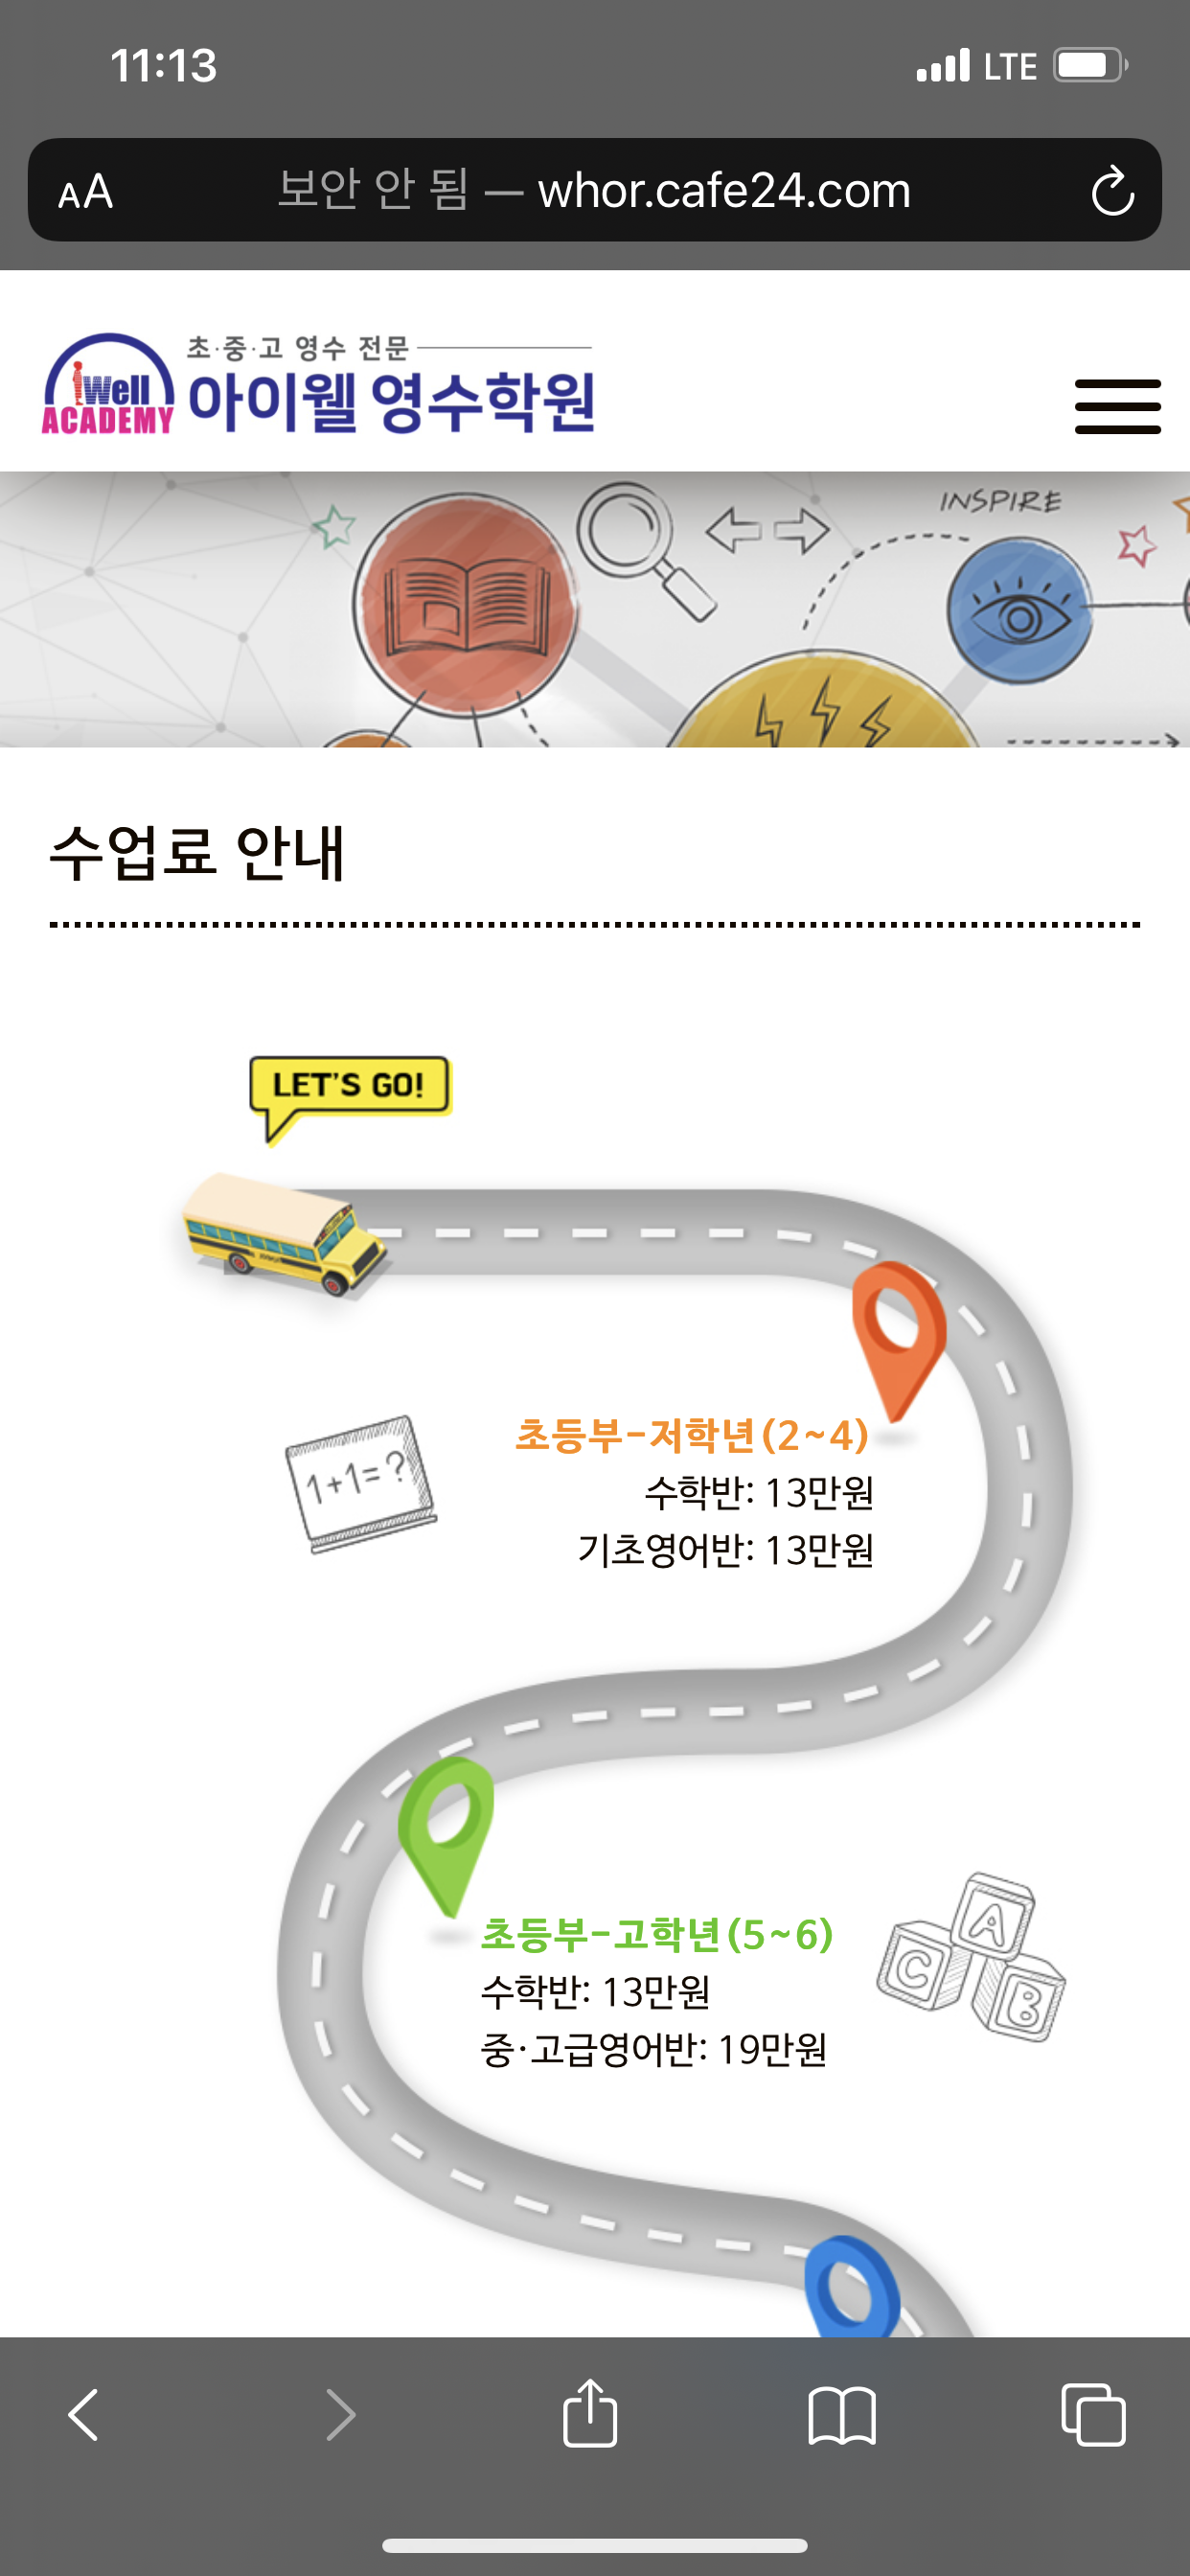 11:13
LTE
AA
보안 안 됨 — whor.cafe24.com
초·중·고 영수 전문
iwell
ACADEMY
아이웰 영수학원
INSPIRE
수업료 안내
LET'S GO!
초등부-저학년(2~4)
1+1=?
수학반: 13만원
기초영어반: 13만원
초등부-고학년(5~6)
A
C
B
수학반: 13만원
중·고급영어반: 19만원